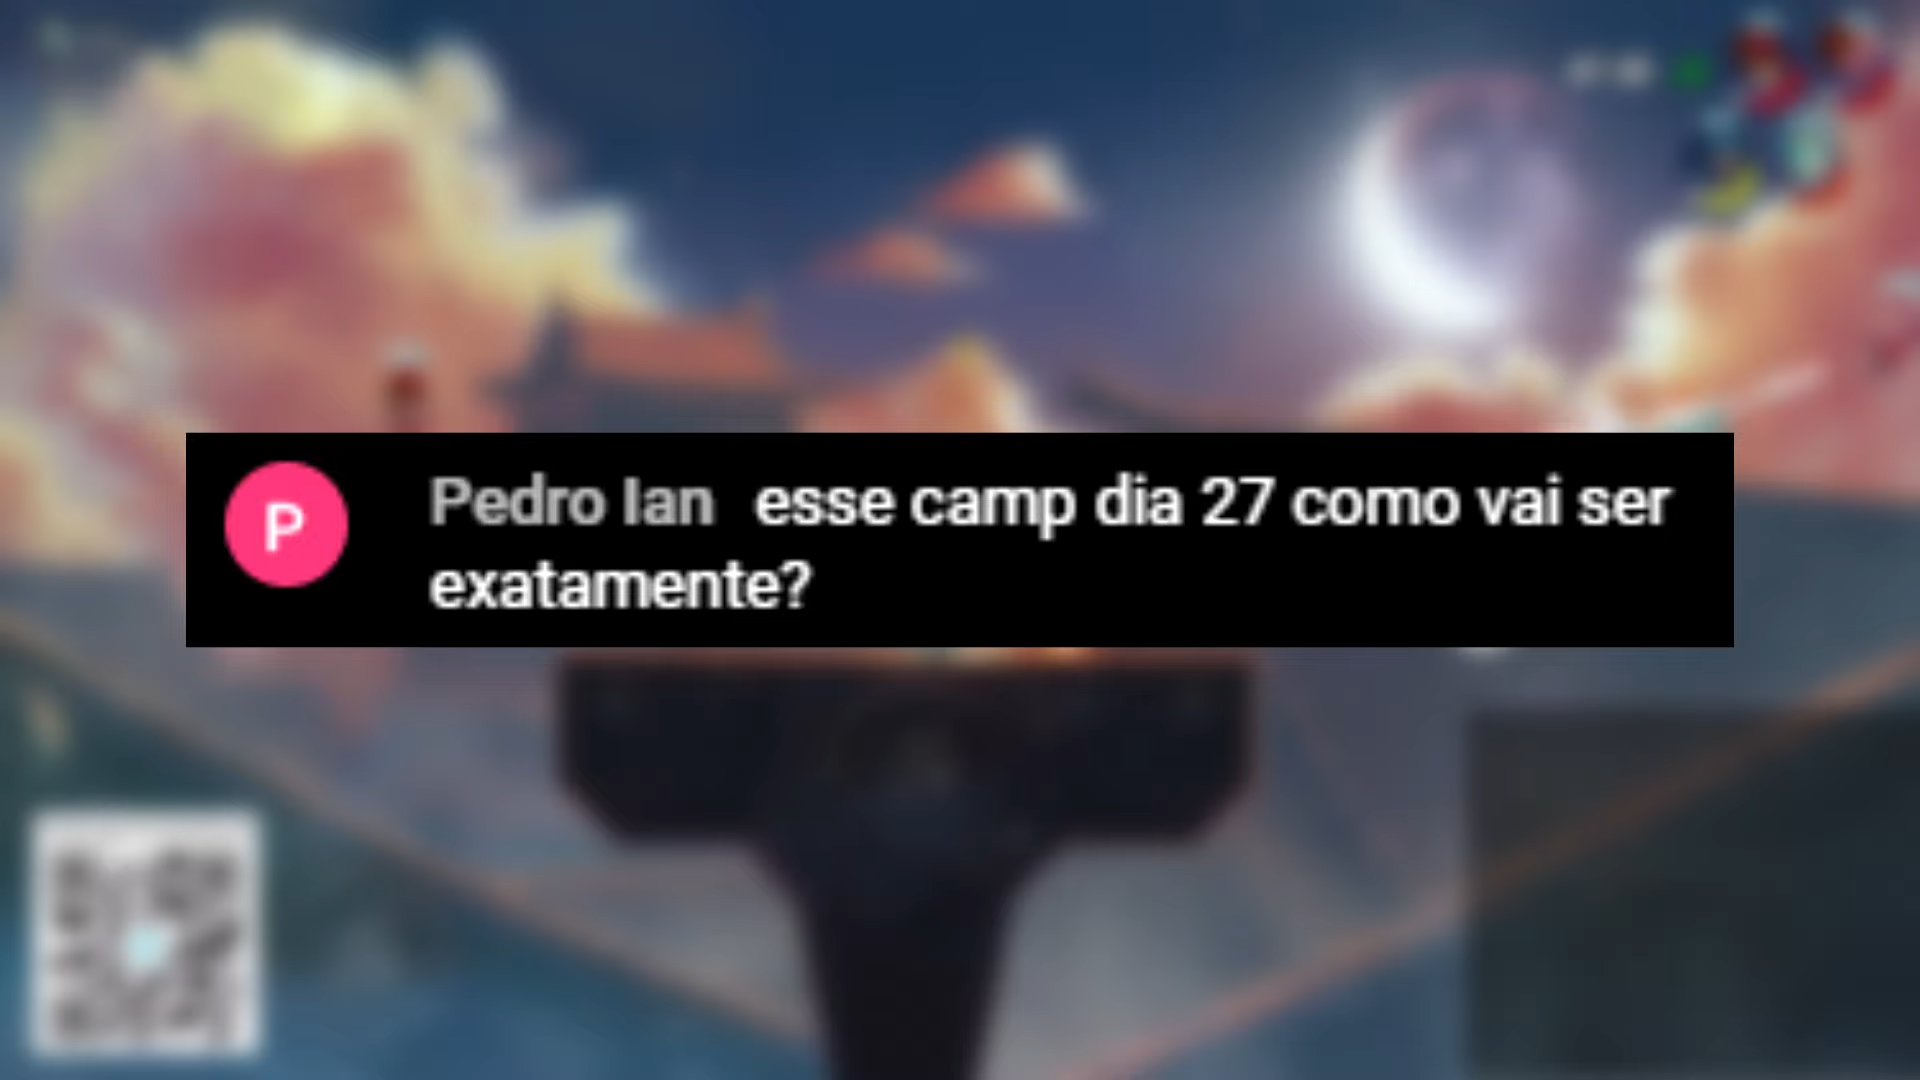 P
Pedro Ian esse camp dia 27 como vai ser
exatamente?